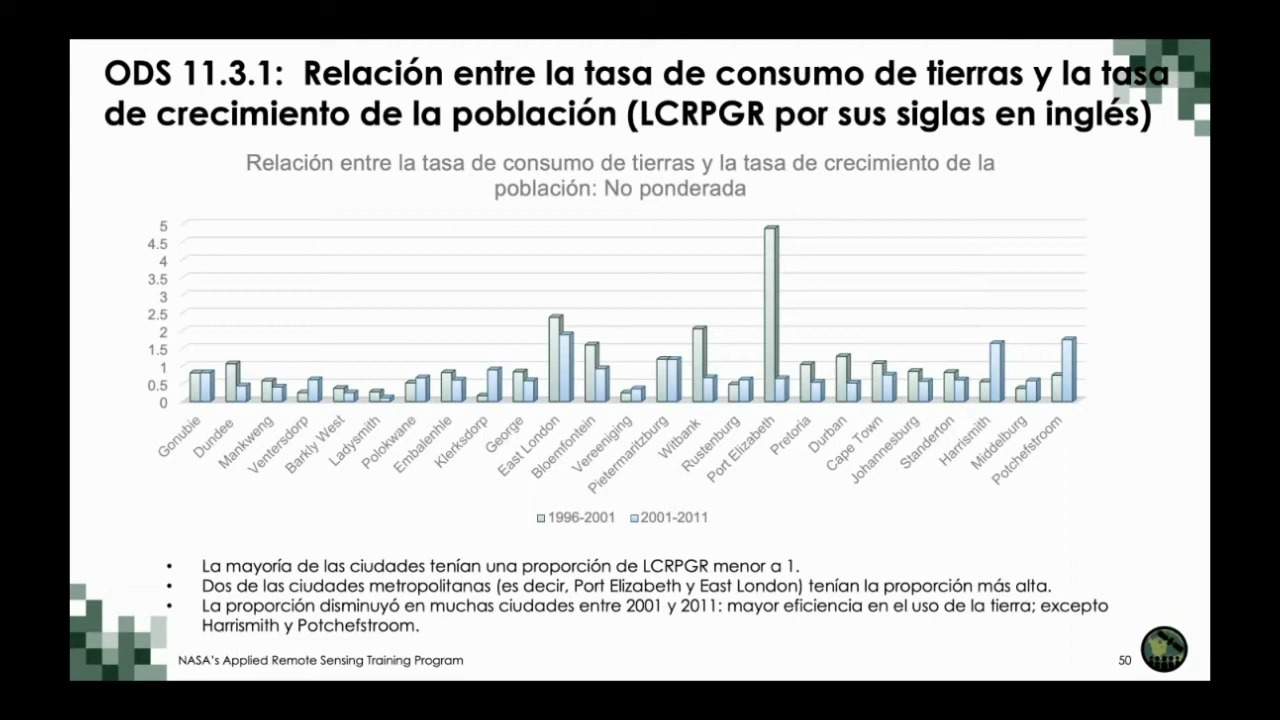 ODS 11.3.1: Relación entre la tasa de consumo de tierras y la tasa
de crecimiento de la población (LCRPGR por sus siglas en inglés)
Relación entre la tasa de consumo de tierras y la tasa de crecimiento de la
población: No ponderada
5
4.5
4
3.5
3
2.5
2
1.5
1
0.5
0
Gonubie
Dundee
Mankweng
Ventersdorp
Barkly West
Ladysmith
Polokwane
Embalenhle
Klerksdorp
George
East London
Bloemfontein
Vereeniging
Pietermaritzburg
Witbank
Rustenburg
Port Elizabeth
Pretoria
Durban
Cape Town
Johannesburg
Standerton
Harrismith
Middelburg
Potchefstroom
1996-2001 2001-2011
• La mayoría de las ciudades tenían una proporción de LCRPGR menor a 1.
• Dos de las ciudades metropolitanas (es decir, Port Elizabeth y East London) tenían la proporción más alta.
• La proporción disminuyó en muchas ciudades entre 2001 y 2011: mayor eficiencia en el uso de la tierra; excepto
Harrismith y Potchefstroom.
NASA's Applied Remote Sensing Training Program
50